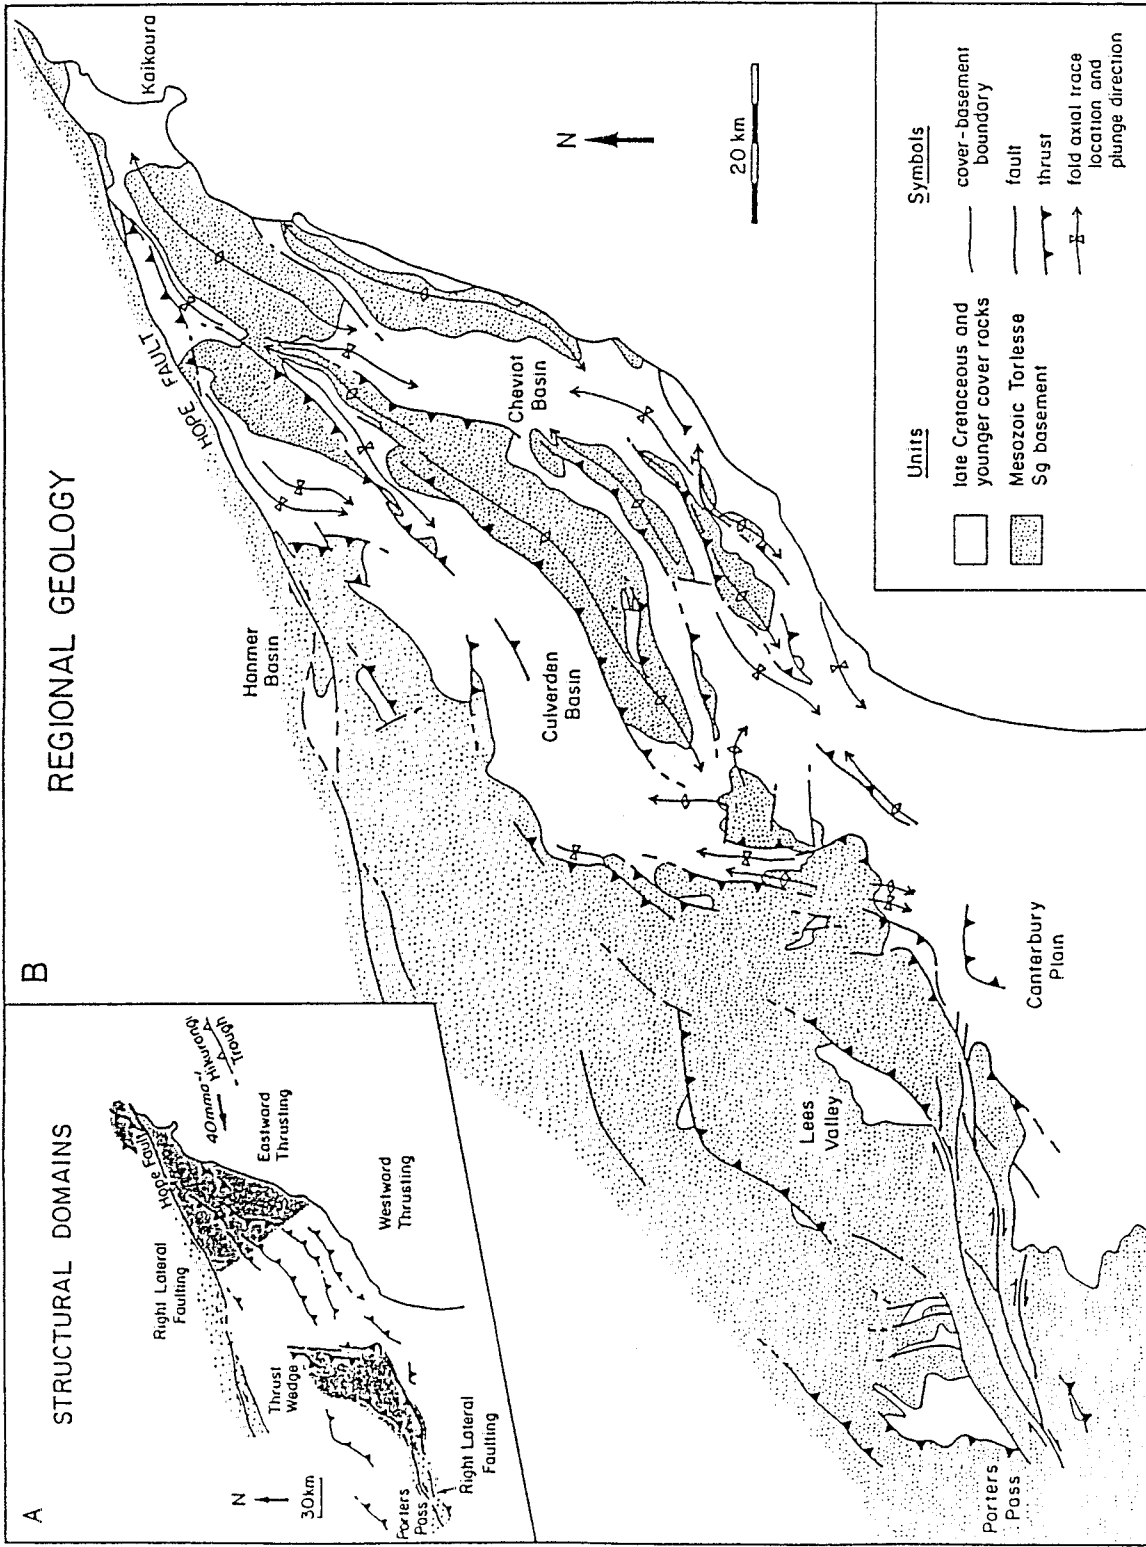 A
STRUCTURAL DOMAINS
Right Lateral
Faulting
Hope Fault
40mma⁻¹
Hikurangi
Trough
Eastward
Thrusting
Thrust
Wedge
Westward
Thrusting
N
30km
Porters
Pass
Right Lateral
Faulting
B
REGIONAL GEOLOGY
Kaikoura
HOPE FAULT
Hanmer
Basin
N
20 km
Culverden
Basin
Cheviot
Basin
Lees
Valley
Canterbury
Plain
Porters
Pass
Units
late Cretaceous and
younger cover rocks
Mesozoic Torlesse
Sg basement
Symbols
cover-basement
boundary
fault
thrust
fold axial trace
location and
plunge direction